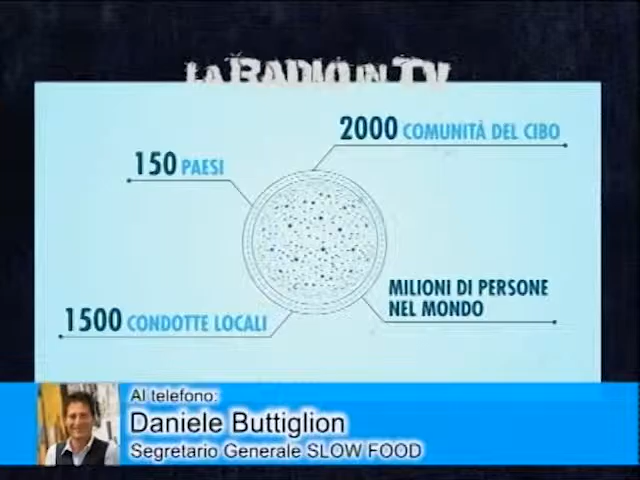 LA RADIO IN TV
2000 COMUNITÀ DEL CIBO
150 PAESI
MILIONI DI PERSONE
NEL MONDO
1500 CONDOTTE LOCALI
Al telefono:
Daniele Buttiglion
Segretario Generale SLOW FOOD